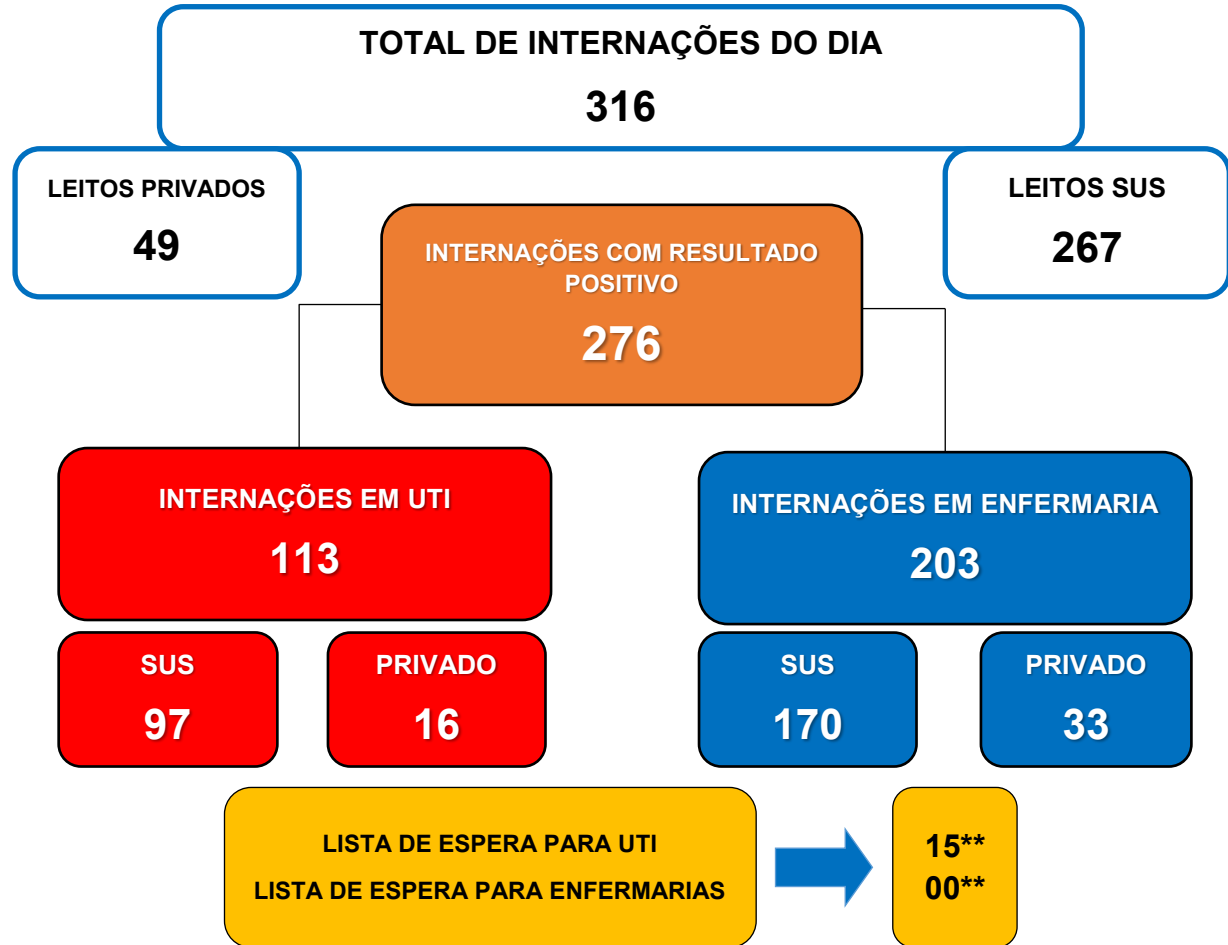 TOTAL DE INTERNAÇÕES DO DIA
316
LEITOS PRIVADOS
49
LEITOS SUS
267
INTERNAÇÕES COM RESULTADO
POSITIVO
276
INTERNAÇÕES EM UTI
113
INTERNAÇÕES EM ENFERMARIA
203
SUS
97
PRIVADO
16
SUS
170
PRIVADO
33
LISTA DE ESPERA PARA UTI
LISTA DE ESPERA PARA ENFERMARIAS
15**
00**